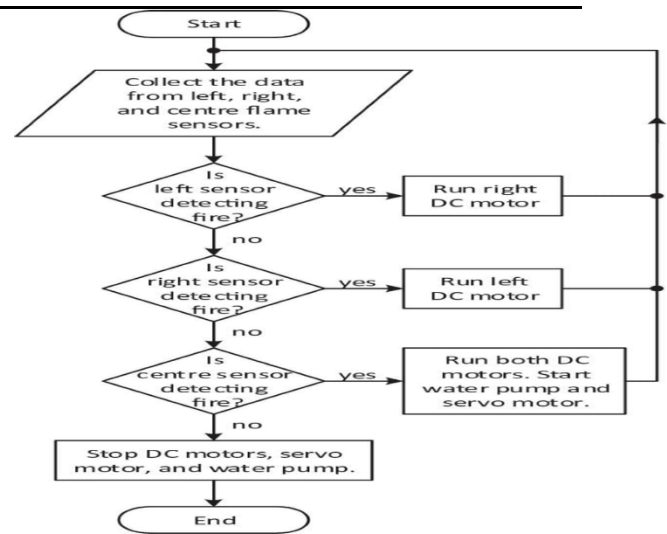 Start
Collect the data
from left, right,
and centre flame
sensors.
Is
left sensor
detecting
fire?
yes
Run right
DC motor
no
Is
right sensor
detecting
fire?
yes
Run left
DC motor
no
Is
centre sensor
detecting
fire?
yes
Run both DC
motors. Start
water pump and
servo motor.
no
Stop DC motors, servo
motor, and water pump.
End